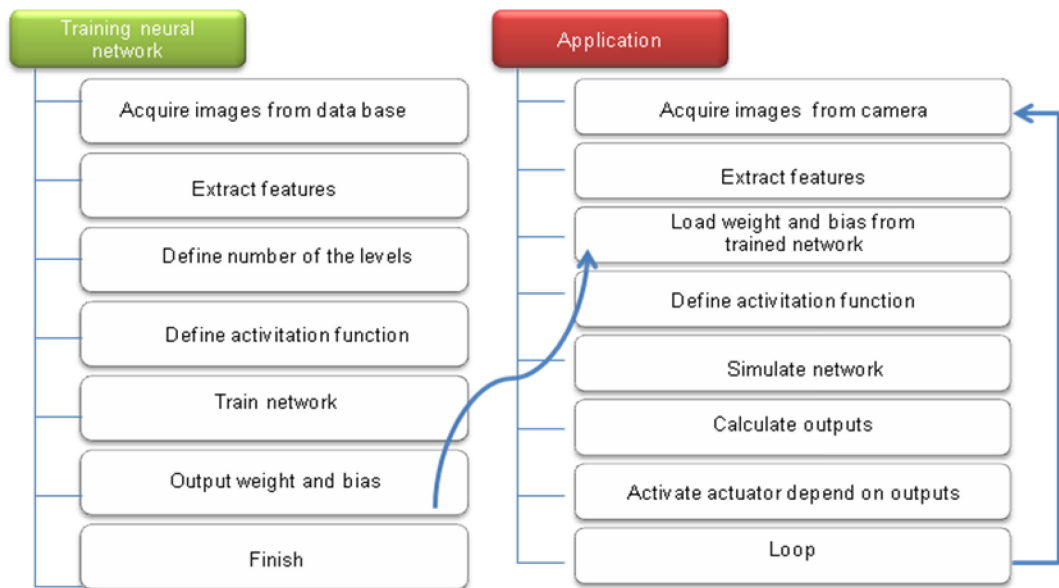 Training neural
network
Acquire images from data base
Extract features
Define number of the levels
Define activitation function
Train network
Output weight and bias
Finish
Application
Acquire images from camera
Extract features
Load weight and bias from
trained network
Define activitation function
Simulate network
Calculate outputs
Activate actuator depend on outputs
Loop